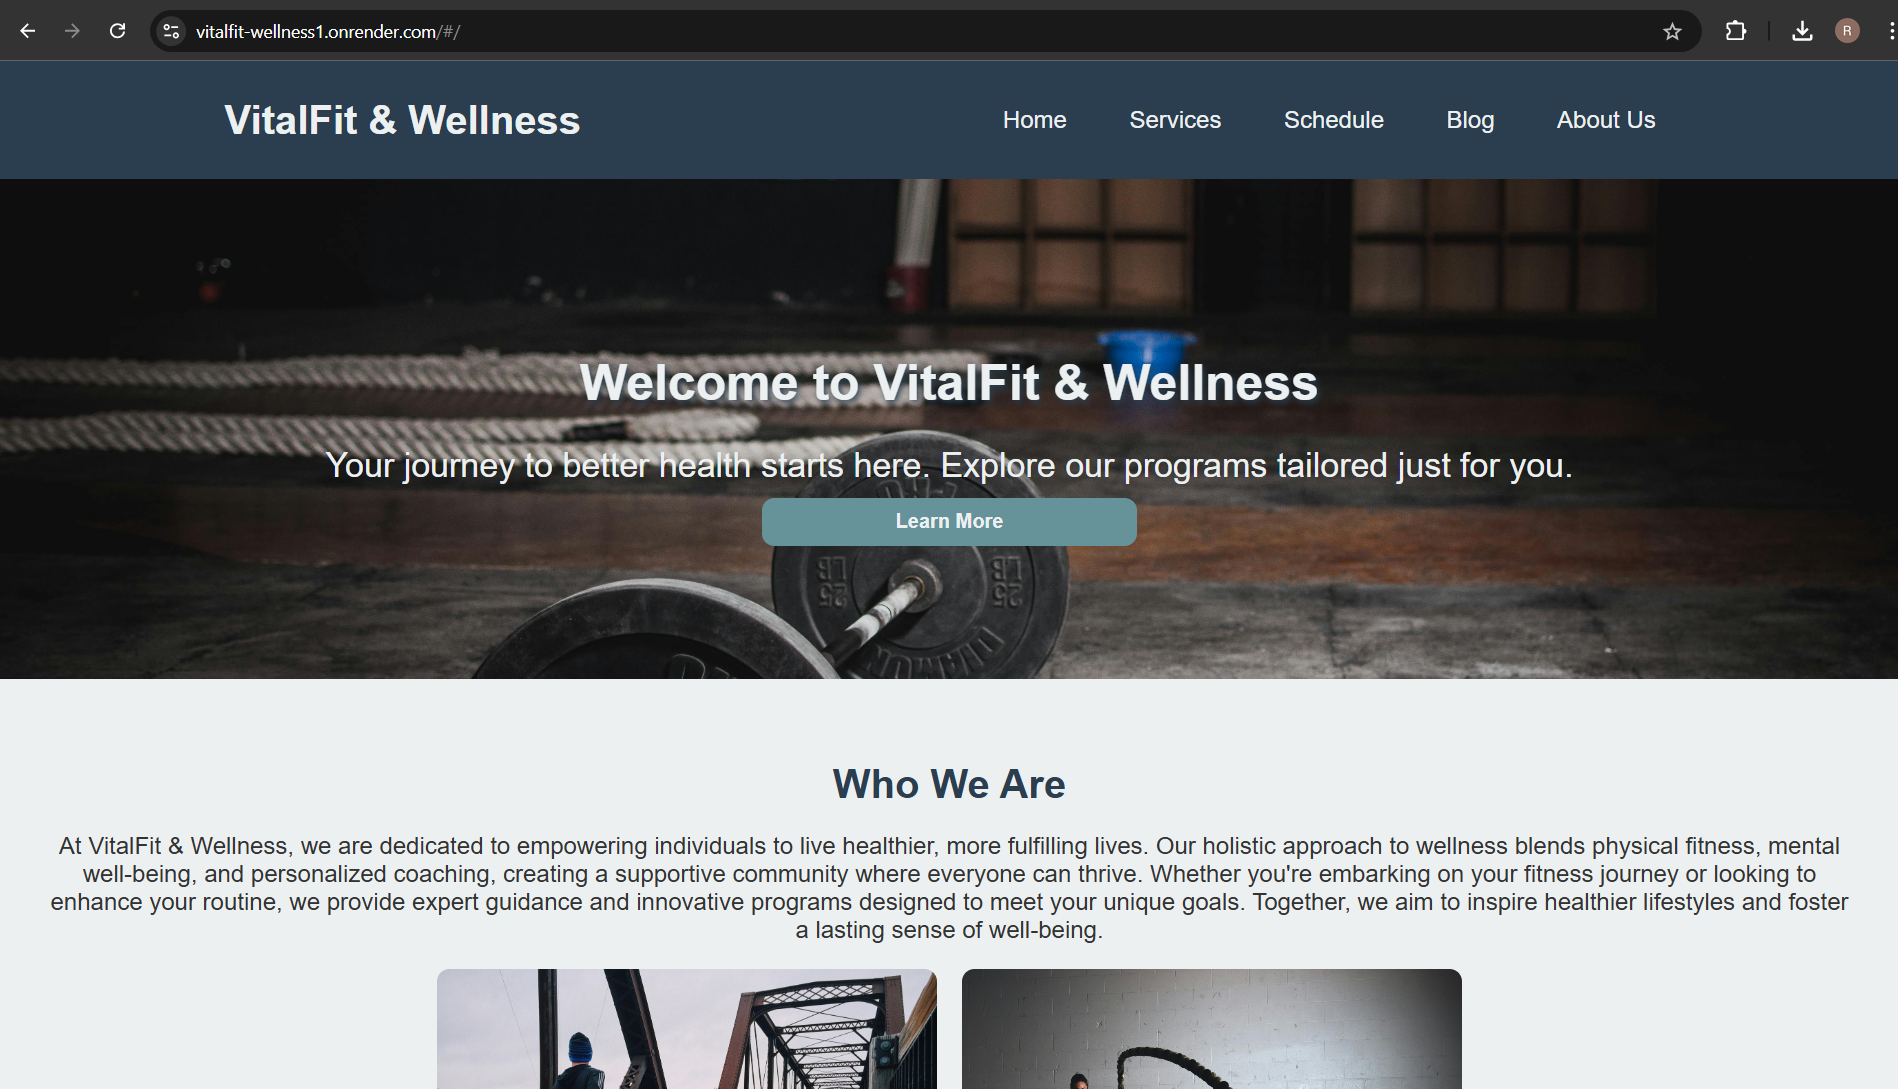 vitalfit-wellness1.onrender.com/#/
R
VitalFit & Wellness
Home
Services
Schedule
Blog
About Us
Welcome to VitalFit & Wellness
Your journey to better health starts here. Explore our programs tailored just for you.
Learn More
LB
25
LB
25
Who We Are
At VitalFit & Wellness, we are dedicated to empowering individuals to live healthier, more fulfilling lives. Our holistic approach to wellness blends physical fitness, mental
well-being, and personalized coaching, creating a supportive community where everyone can thrive. Whether you're embarking on your fitness journey or looking to
enhance your routine, we provide expert guidance and innovative programs designed to meet your unique goals. Together, we aim to inspire healthier lifestyles and foster
a lasting sense of well-being.